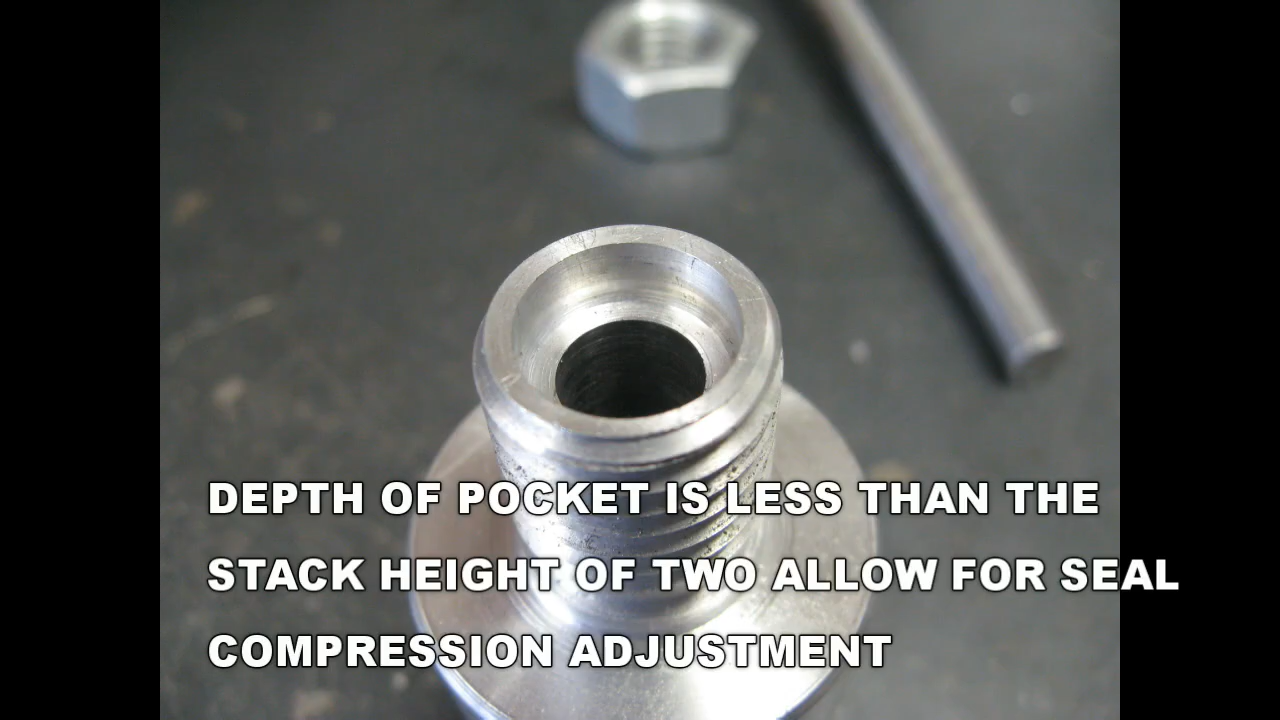 DEPTH OF POCKET IS LESS THAN THE
STACK HEIGHT OF TWO ALLOW FOR SEAL
COMPRESSION ADJUSTMENT